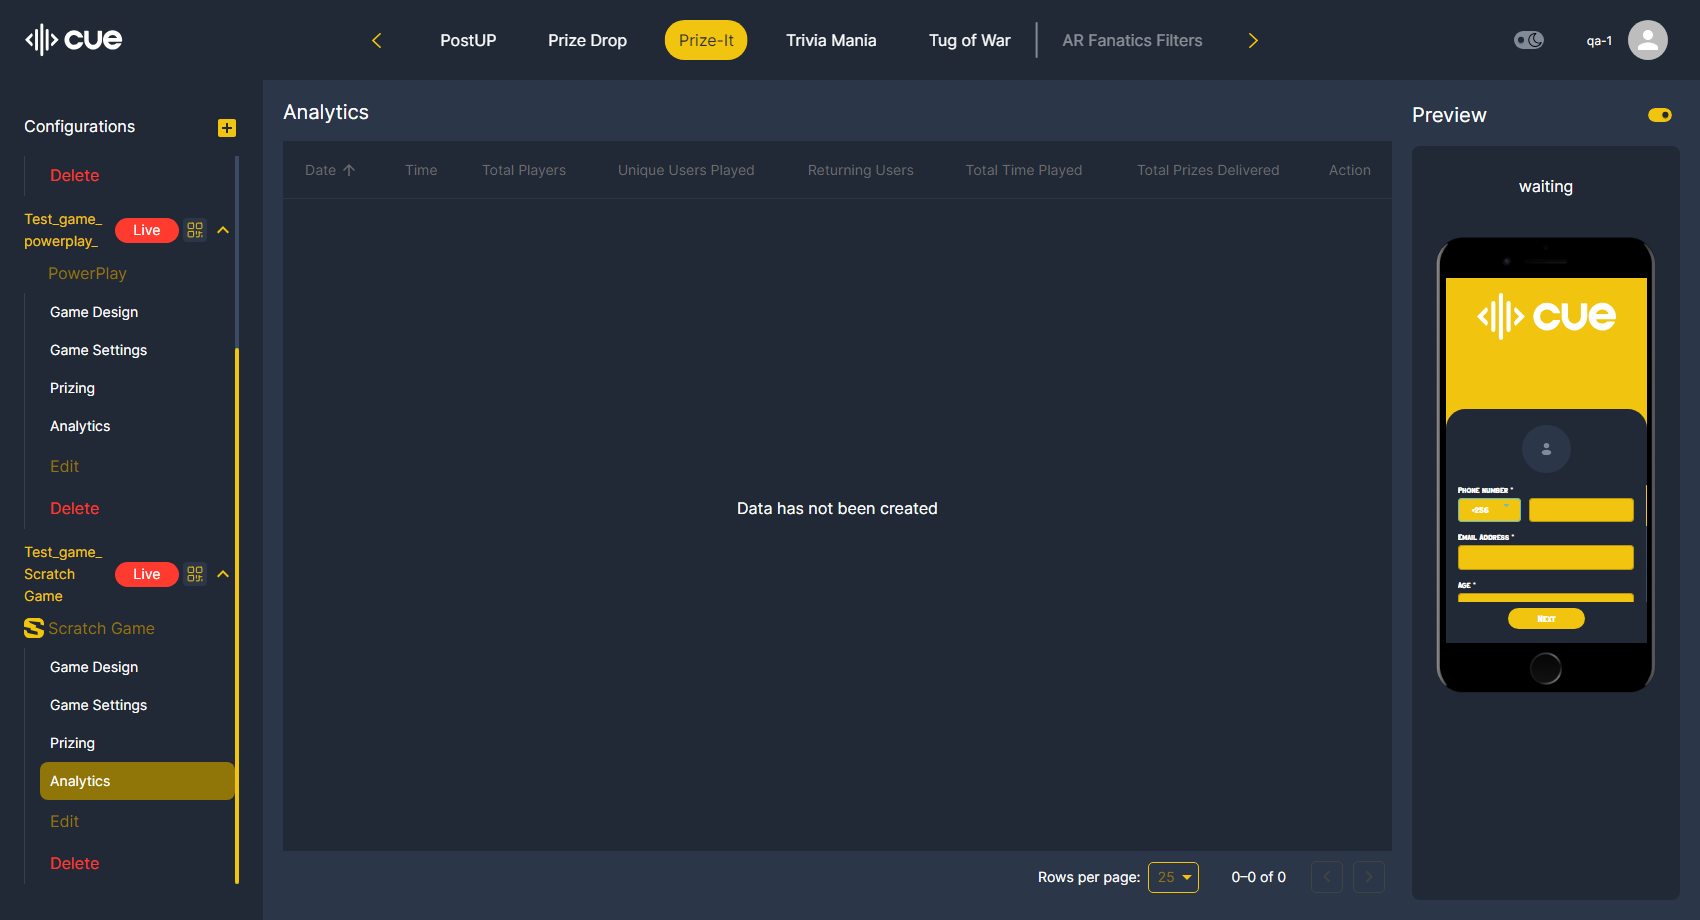 cue
PostUP
Prize Drop
Prize-It
Trivia Mania
Tug of War
AR Fanatics Filters
qa-1
Configurations
Delete
Test_game_
powerplay_
Live
PowerPlay
Game Design
Game Settings
Prizing
Analytics
Edit
Delete
Test_game_
Scratch
Game
Live
Scratch Game
Game Design
Game Settings
Prizing
Analytics
Edit
Delete
Analytics
Date
Time
Total Players
Unique Users Played
Returning Users
Total Time Played
Total Prizes Delivered
Action
Data has not been created
Rows per page:
25
0–0 of 0
Preview
waiting
cue
Phone number *
+256
Email Address *
Age *
Next